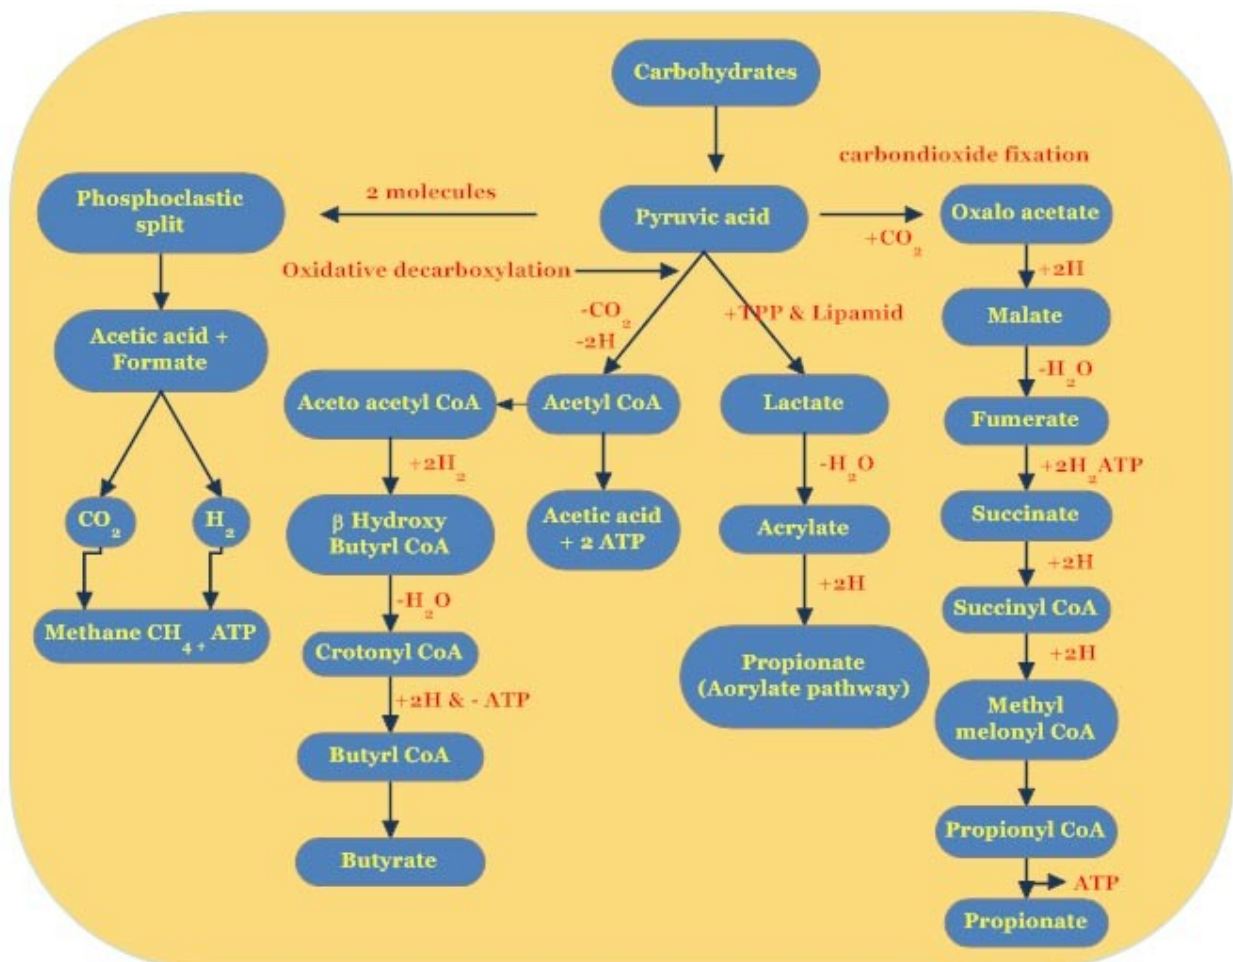 Carbohydrates
carbondioxide fixation
Phosphoclastic
split
2 molecules
Pyruvic acid
+CO₂
Oxalo acetate
Oxidative decarboxylation
+2H
-CO₂
-2H
+TPP & Lipamid
Malate
Acetic acid +
Formate
-H₂O
Aceto acetyl CoA
Acetyl CoA
Lactate
Fumerate
+2H₂
-H₂O
+2H₂ATP
CO₂
H₂
β Hydroxy
Butyrl CoA
Acetic acid
+ 2 ATP
Acrylate
Succinate
+2H
+2H
-H₂O
Succinyl CoA
Methane CH₄₊ ATP
Crotonyl CoA
Propionate
(Aorylate pathway)
+2H
+2H & - ATP
Methyl
melonyl CoA
Butyrl CoA
Propionyl CoA
Butyrate
ATP
Propionate